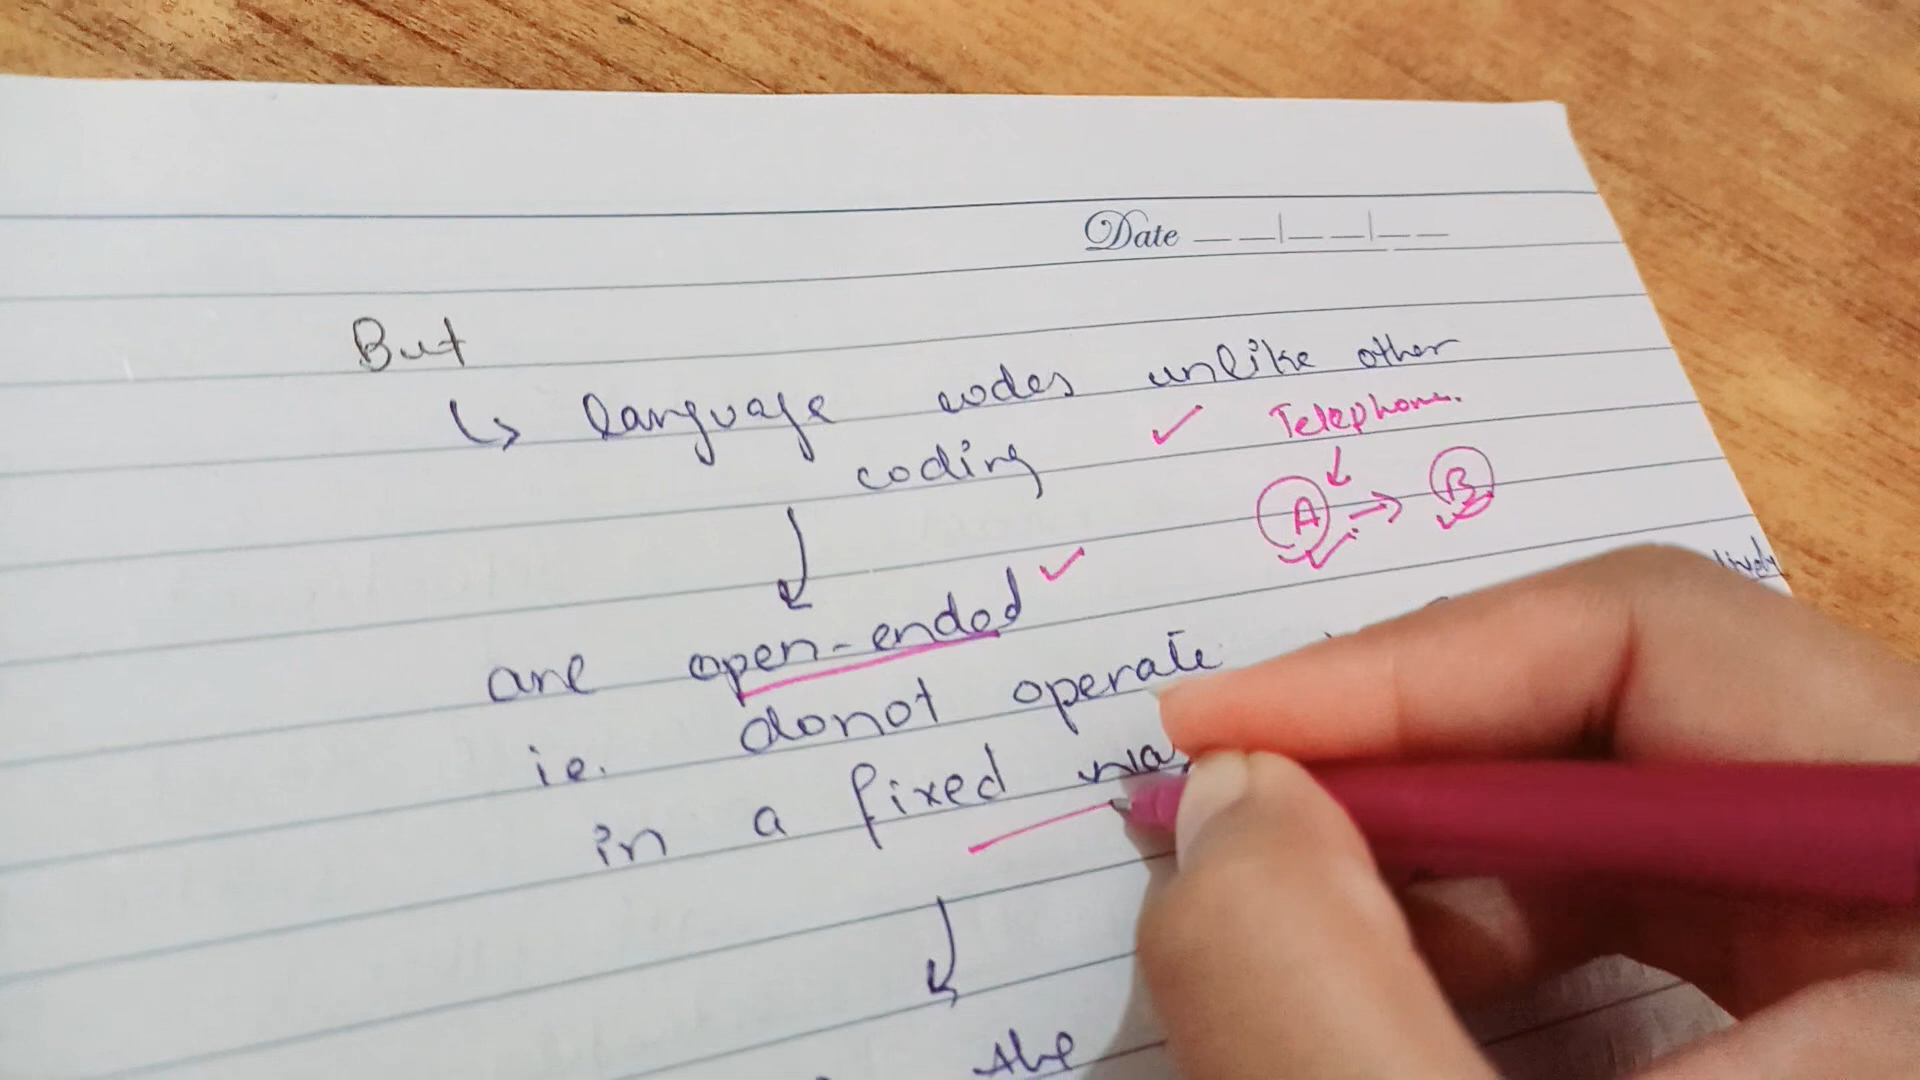 Date
But
↳ language codes unlike other
coding ✓ Telephone.
↓
A → B
↓
are open-ended ✓
ie. donot operate
in a fixed
↓
the